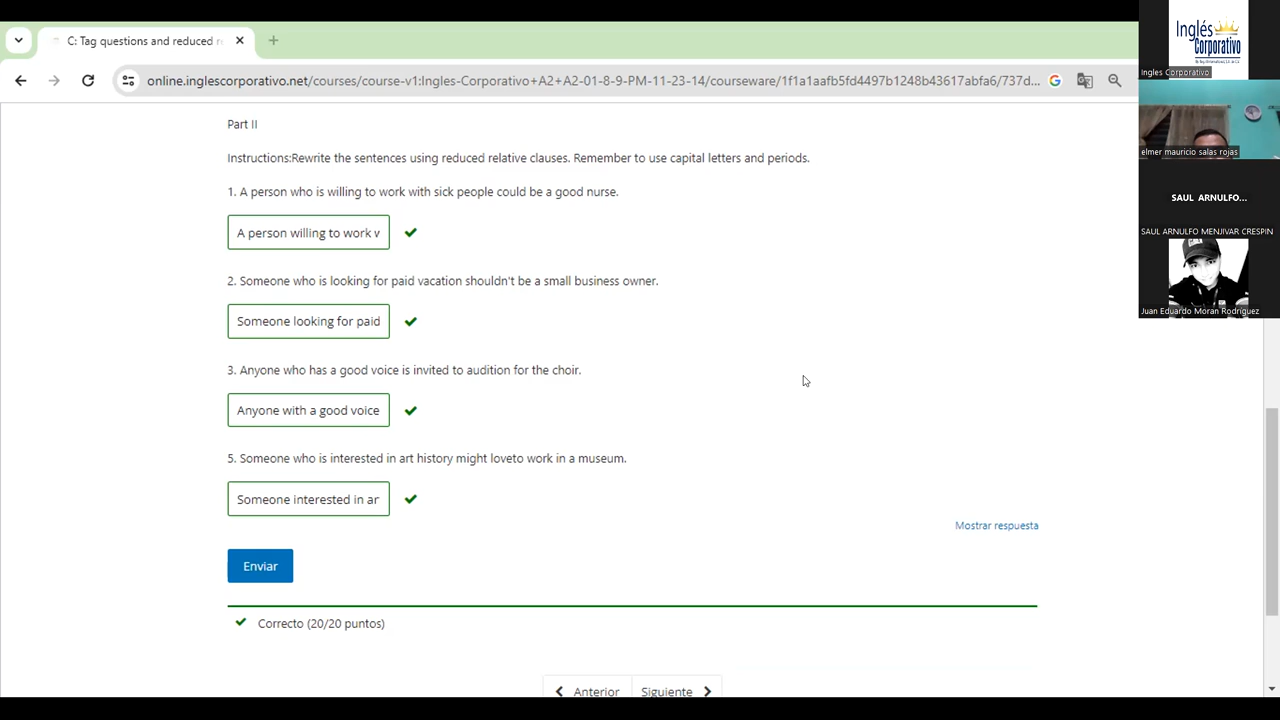 C: Tag questions and reduced r
online.inglescorporativo.net/courses/course-v1:Ingles-Corporativo+A2+A2-01-8-9-PM-11-23-14/courseware/1f1a1aafb5fd4497b1248b43617abfa6/737d...
Part II
Instructions:Rewrite the sentences using reduced relative clauses. Remember to use capital letters and periods.
1. A person who is willing to work with sick people could be a good nurse.
A person willing to work v
2. Someone who is looking for paid vacation shouldn't be a small business owner.
Someone looking for paid
3. Anyone who has a good voice is invited to audition for the choir.
Anyone with a good voice
5. Someone who is interested in art history might loveto work in a museum.
Someone interested in ar
Mostrar respuesta
Enviar
Correcto (20/20 puntos)
Anterior
Siguiente
Inglés
Corporativo
Ingles Corporativo
elmer mauricio salas rojas
SAUL ARNULFO...
SAUL ARNULFO MENJIVAR CRESPIN
Juan Eduardo Moran Rodriguez